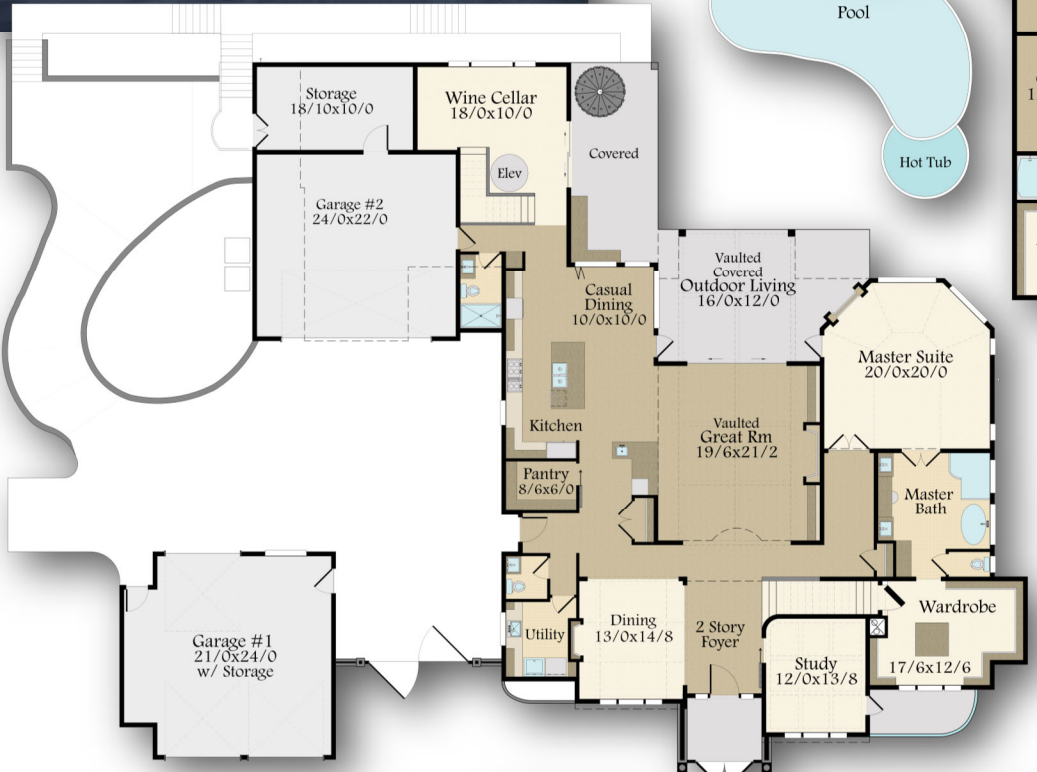 Pool
Hot Tub
Storage
18/10x10/0
Wine Cellar
18/0x10/0
Elev
Covered
Garage #2
24/0x22/0
Casual
Dining
10/0x10/0
Vaulted
Covered
Outdoor Living
16/0x12/0
Master Suite
20/0x20/0
Kitchen
Vaulted
Great Rm
19/6x21/2
Pantry
8/6x6/0
Master
Bath
Garage #1
21/0x24/0
w/ Storage
Utility
Dining
13/0x14/8
2 Story
Foyer
Study
12/0x13/8
Wardrobe
17/6x12/6